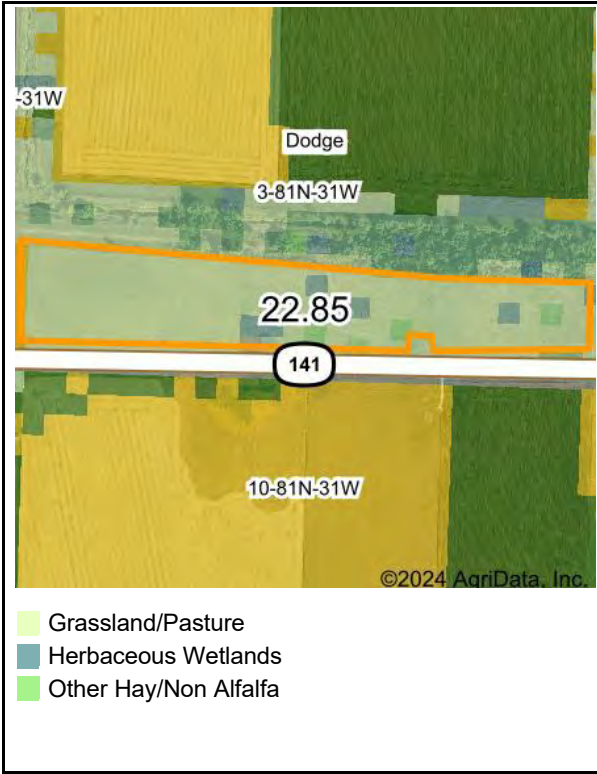 -31W
Dodge
3-81N-31W
22.85
141
10-81N-31W
©2024 AgriData, Inc.
Grassland/Pasture
Herbaceous Wetlands
Other Hay/Non Alfalfa